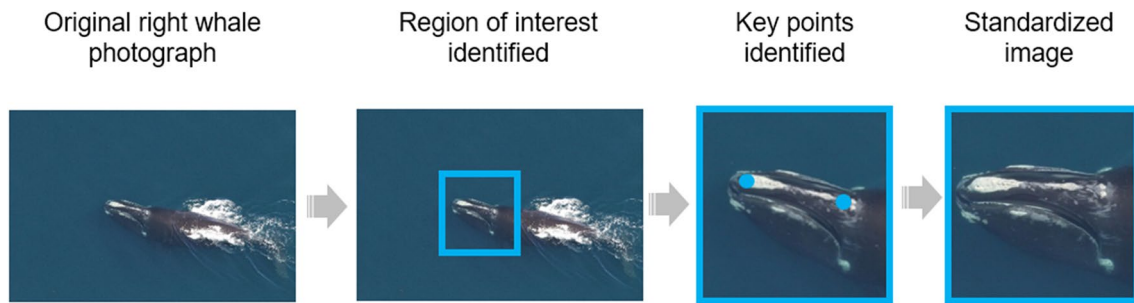 Original right whale
photograph
Region of interest
identified
Key points
identified
Standardized
image